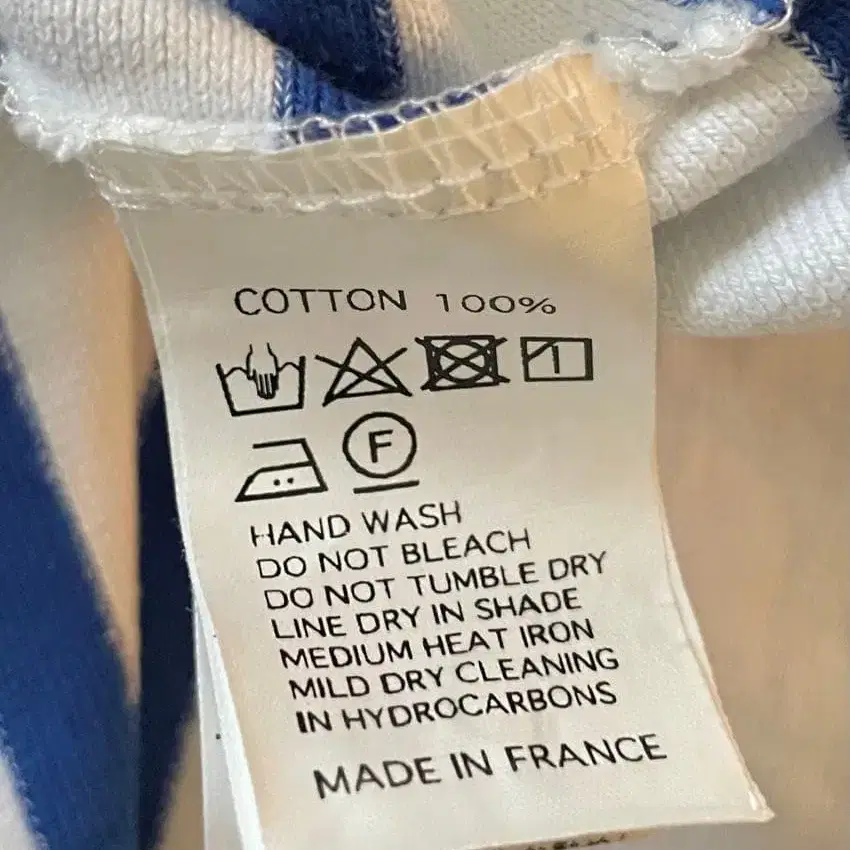 COTTON 100%
F
HAND WASH
DO NOT BLEACH
DO NOT TUMBLE DRY
LINE DRY IN SHADE
MEDIUM HEAT IRON
MILD DRY CLEANING
IN HYDROCARBONS
MADE IN FRANCE